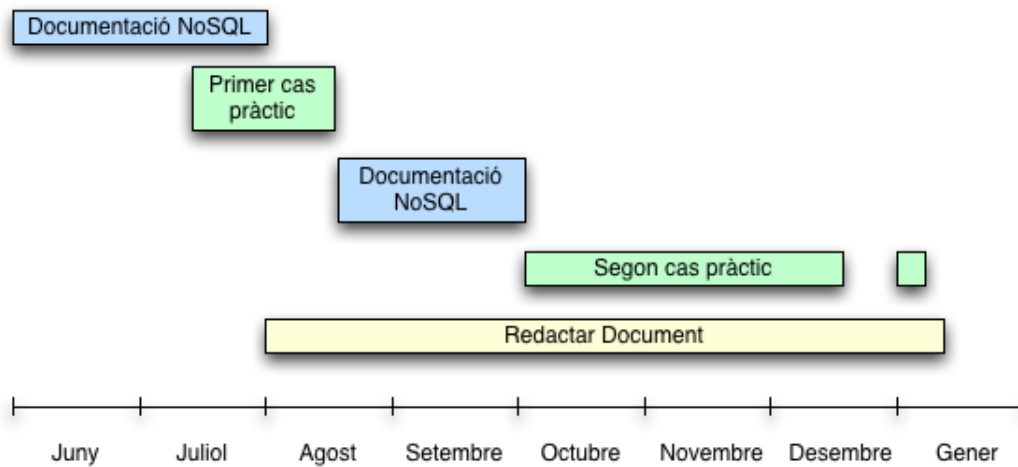 Documentació NoSQL
Primer cas
pràctic
Documentació
NoSQL
Segon cas pràctic
Redactar Document
Juny
Juliol
Agost
Setembre
Octubre
Novembre
Desembre
Gener